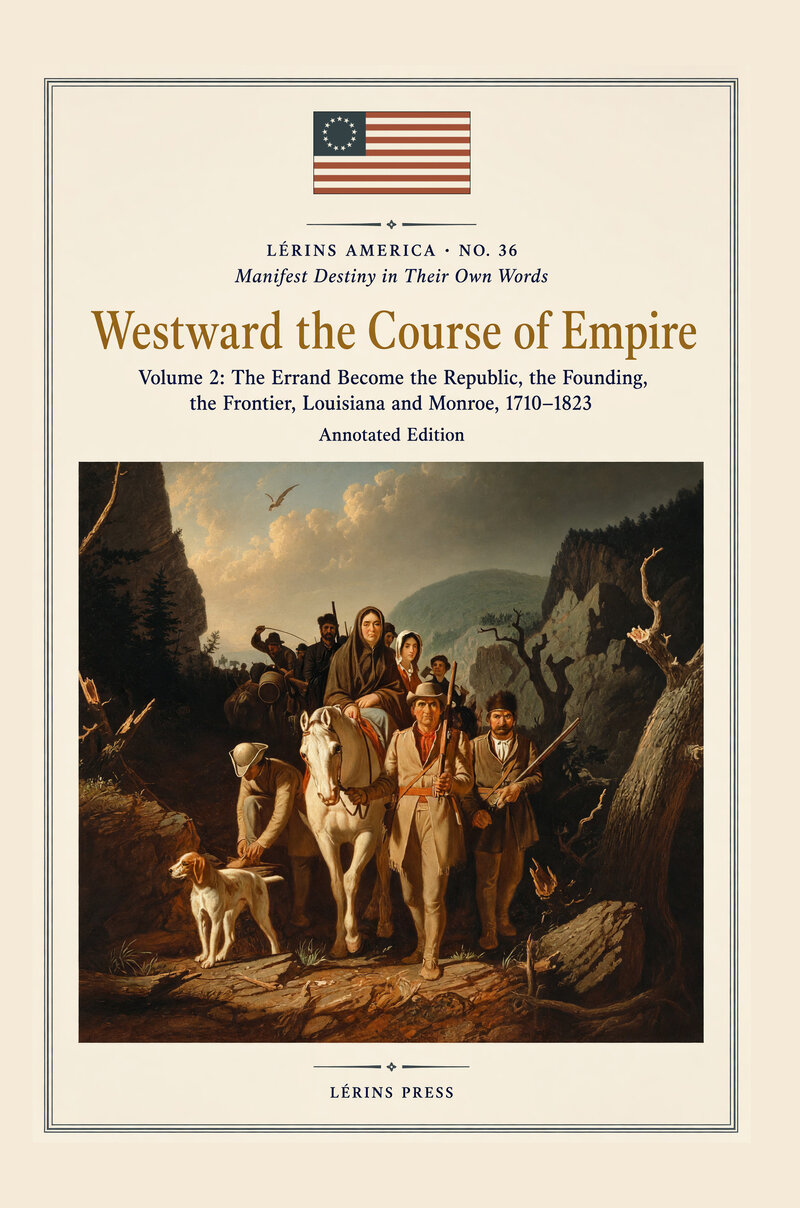 LÉRINS AMERICA · NO. 36
Manifest Destiny in Their Own Words
Westward the Course of Empire
Volume 2: The Errand Become the Republic, the Founding,
the Frontier, Louisiana and Monroe, 1710–1823
Annotated Edition
LÉRINS PRESS